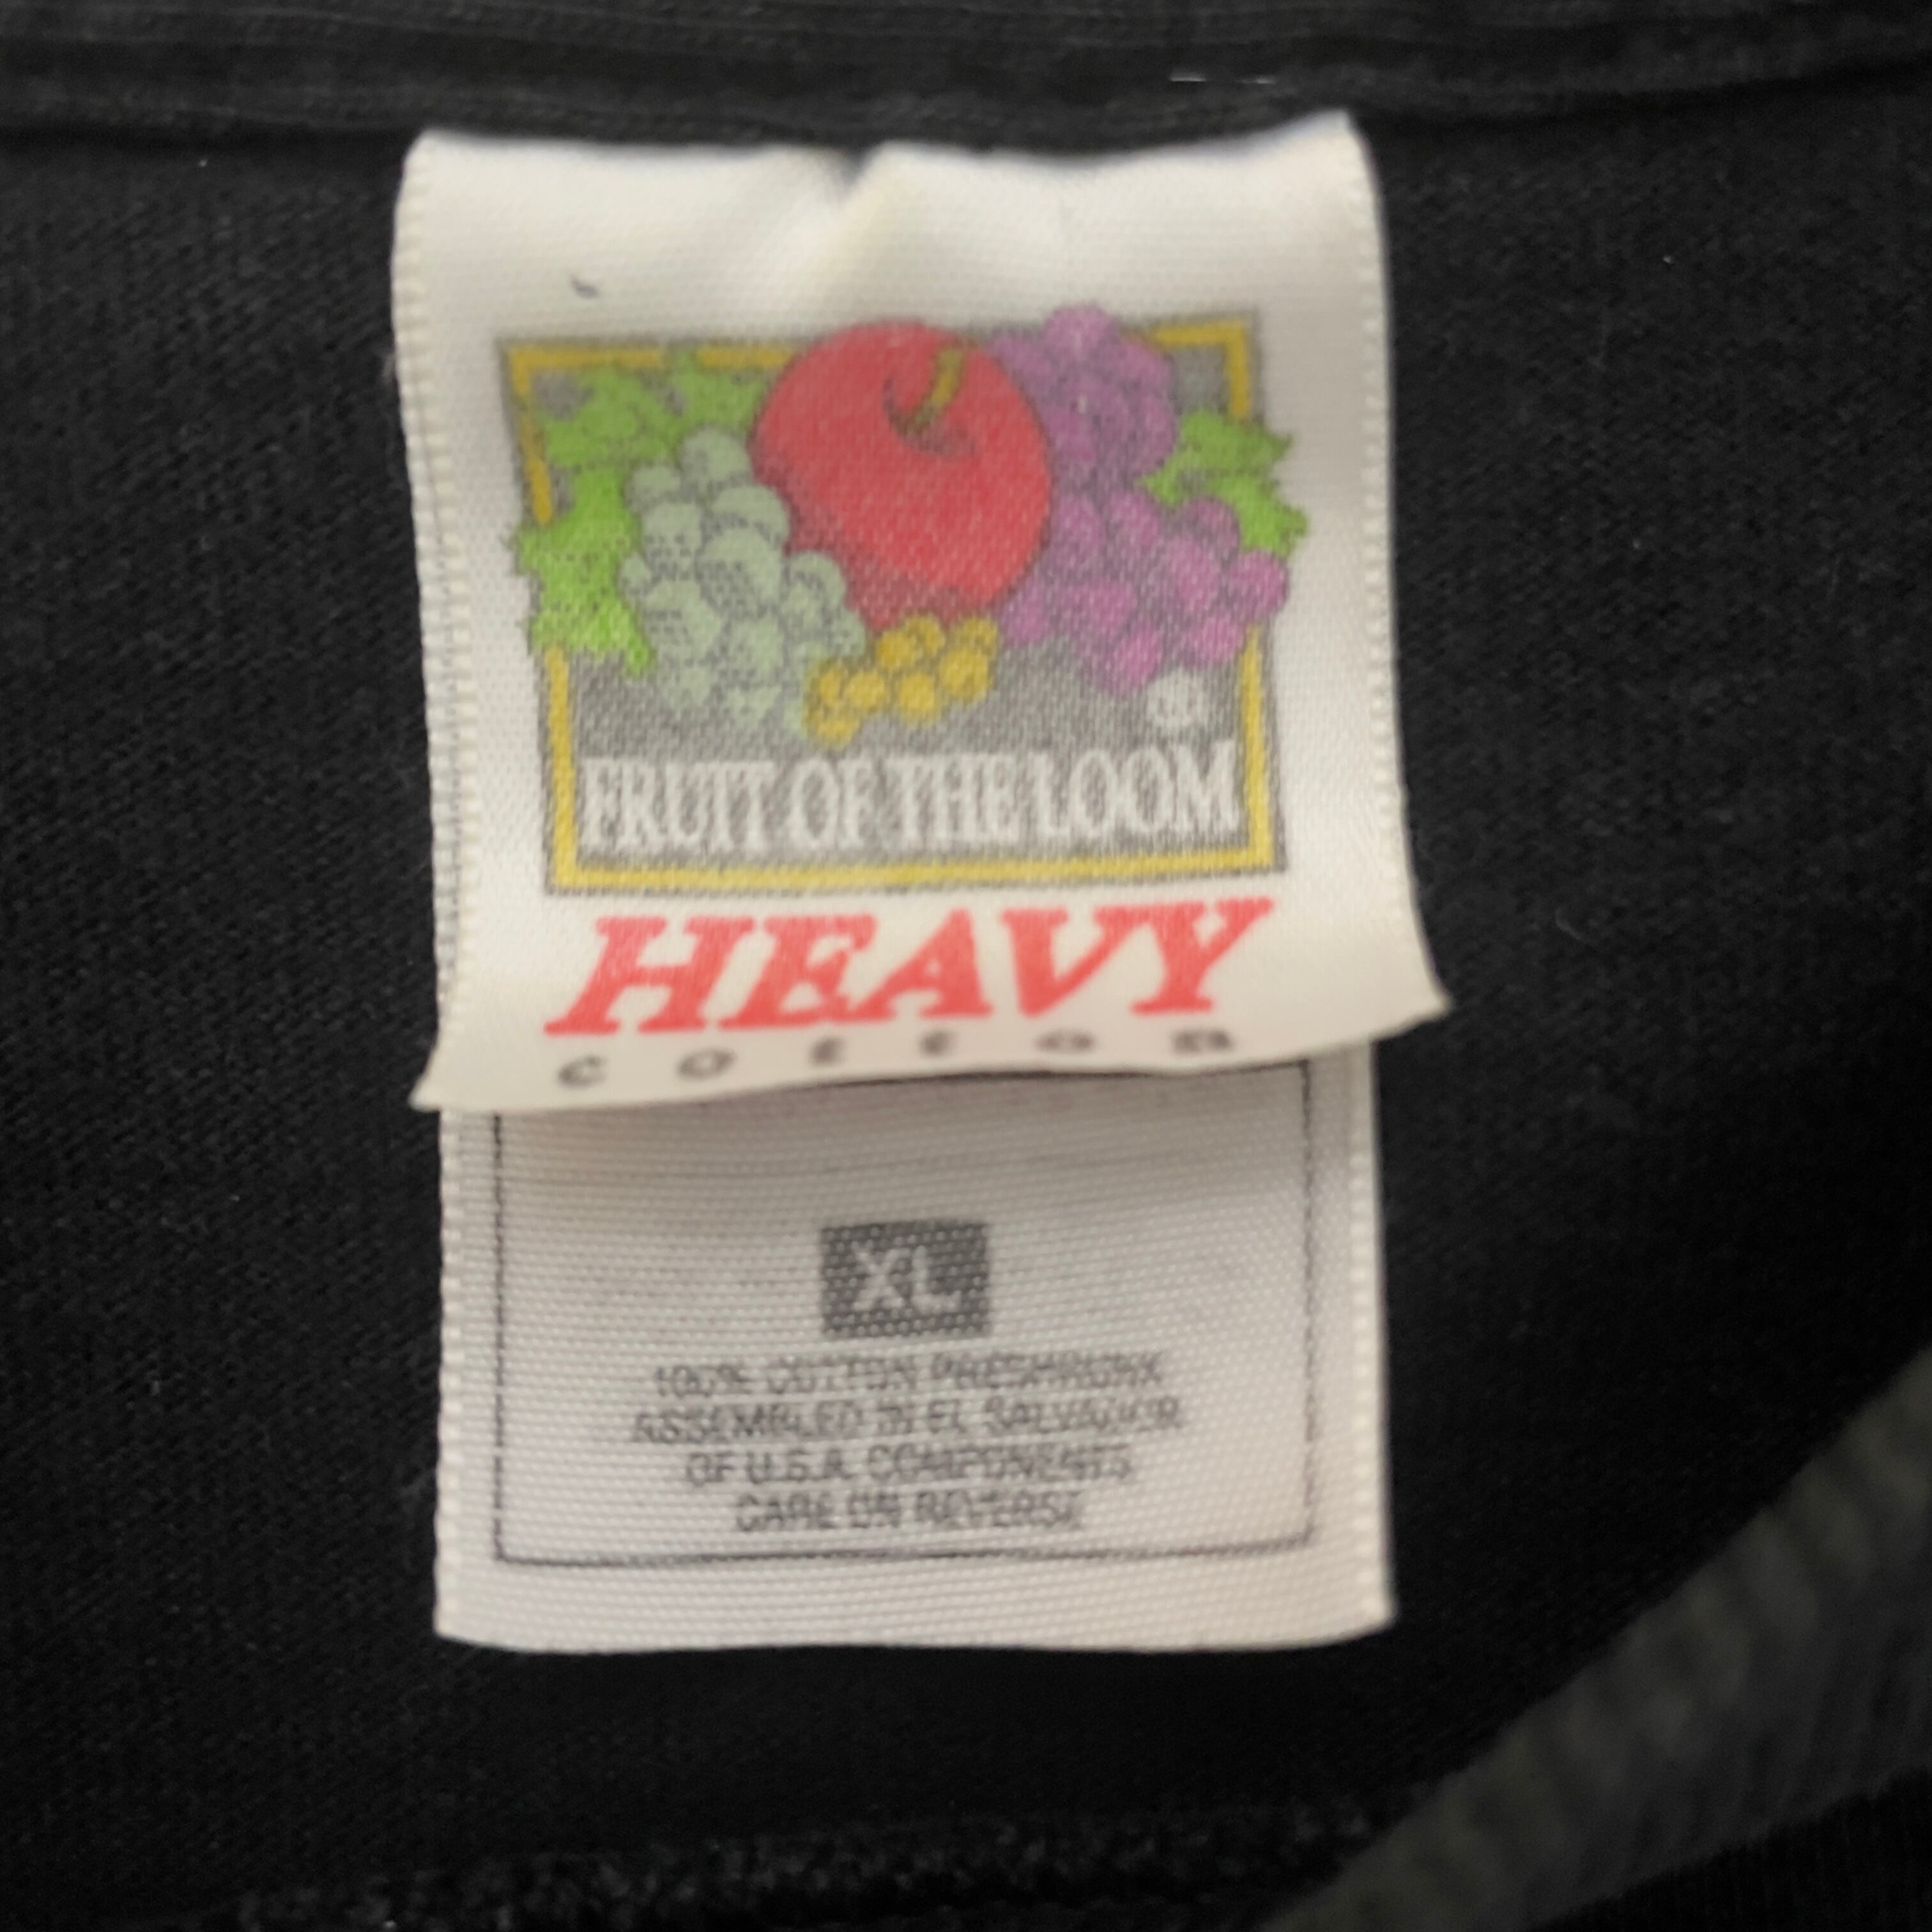 ®
FRUIT OF THE LOOM
HEAVY
COTTON
XL
100% COTTON PRESHRUNK
ASSEMBLED IN EL SALVADOR
OF U.S.A. COMPONENTS
CARE ON REVERSE